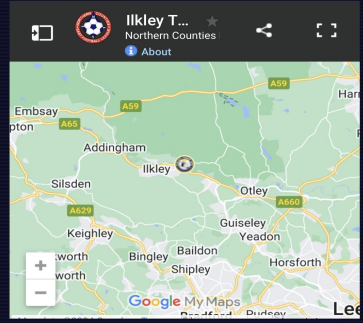 Ilkley T...
Northern Counties
About
A59
A59
Har
Embsay
pton
A65
Addingham
Ilkley
Silsden
Otley
A660
A629
Guiseley
Yeadon
Keighley
Baildon
Bingley
Horsforth
worth
Shipley
worth
Google My Maps
Bradford
Pudsey
Lee